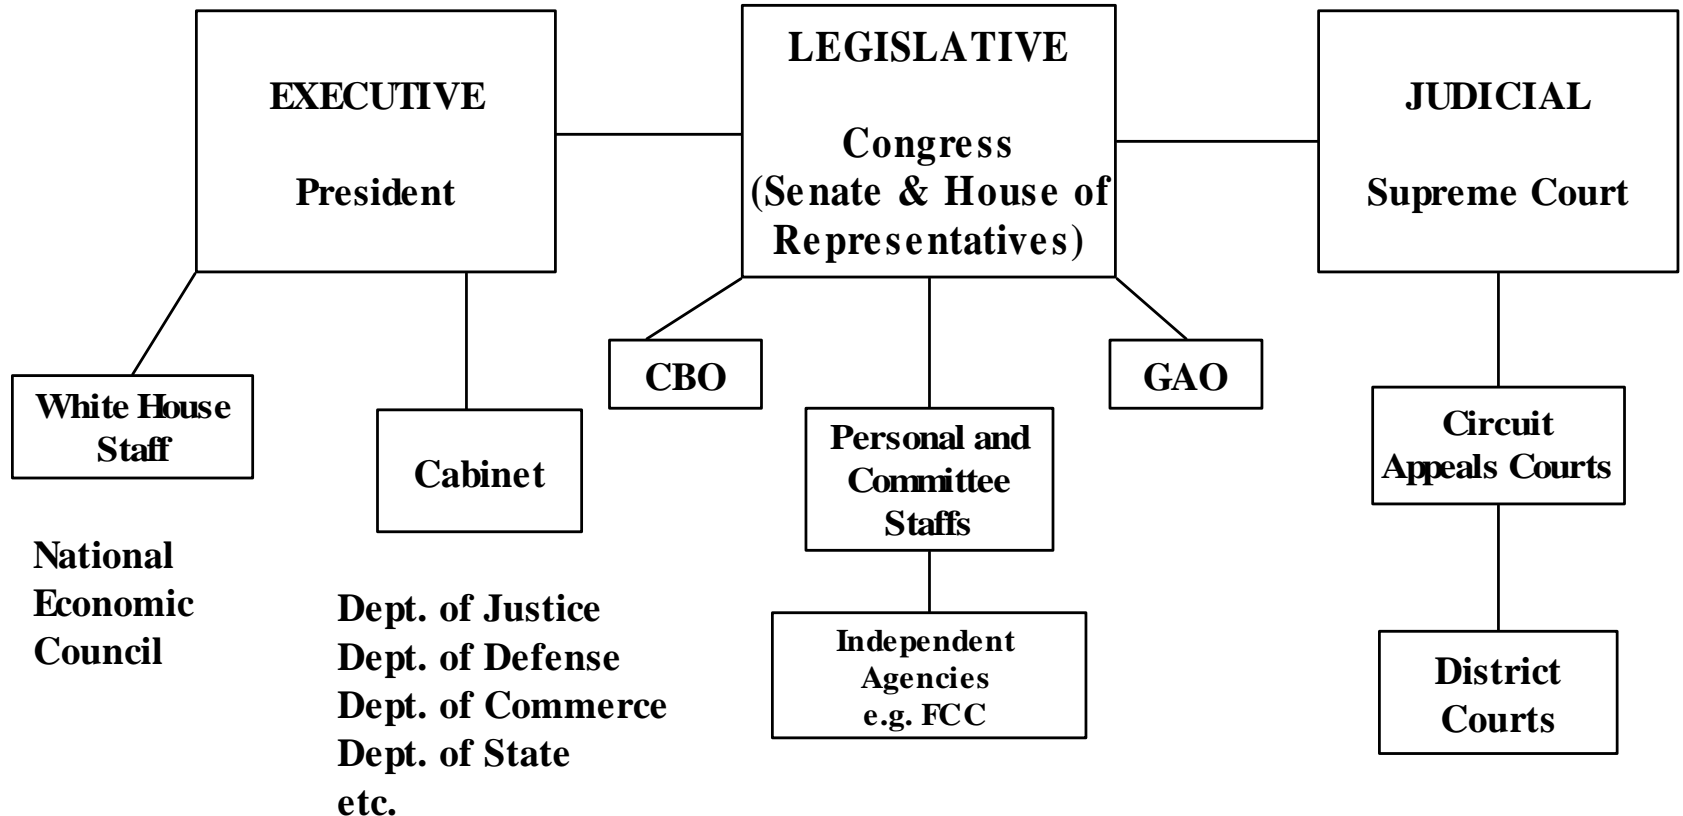 EXECUTIVE
President
LEGISLATIVE
Congress
(Senate & House of
Representatives)
JUDICIAL
Supreme Court
White House
Staff
National
Economic
Council
Cabinet
Dept. of Justice
Dept. of Defense
Dept. of Commerce
Dept. of State
etc.
CBO
Personal and
Committee
Staffs
Independent
Agencies
e.g. FCC
GAO
Circuit
Appeals Courts
District
Courts